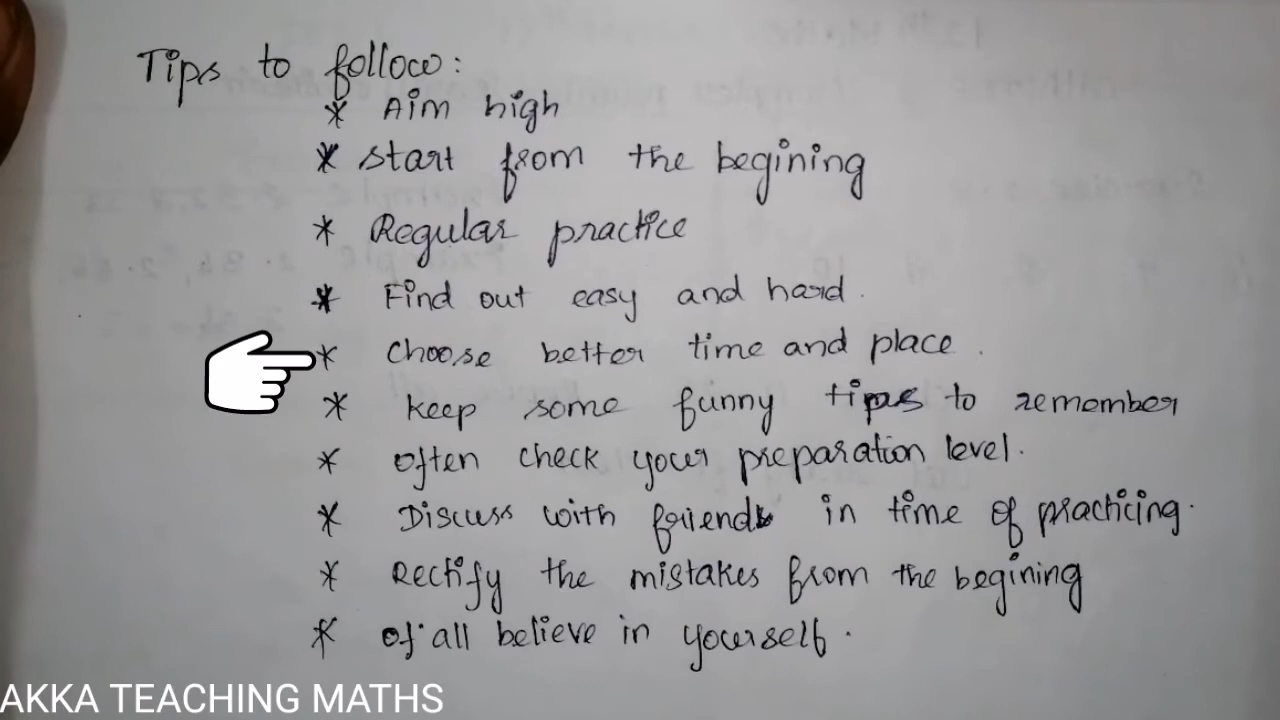 Tips to follow:
* Aim high
* start from the begining
* Regular practice
* Find out easy and hard.
* choose better time and place.
* keep some funny tips to remember
* often check your preparation level.
* Discuss with friends in time of practicing.
* Rectify the mistakes from the begining
* of all believe in yourself.
AKKA TEACHING MATHS